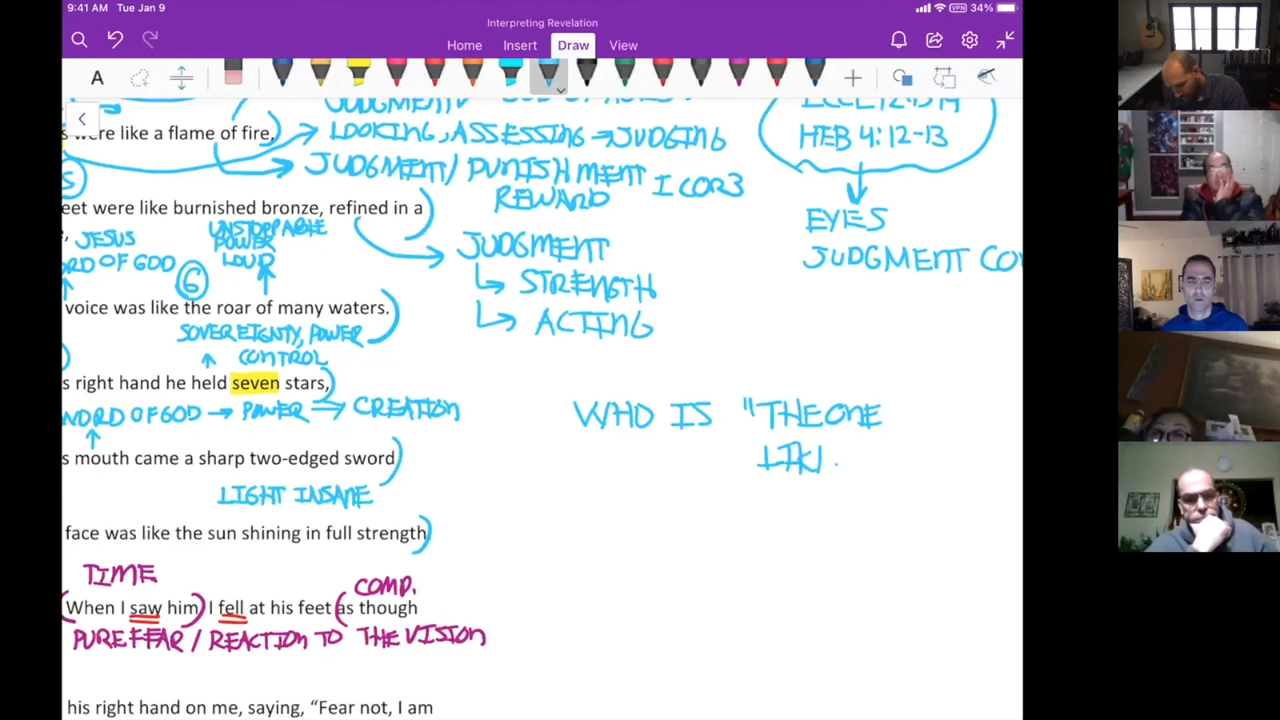 9:41 AM Tue Jan 9
VPN 34%
Interpreting Revelation
Home Insert Draw View
A
JUDGMENT
HEB 4:12-13
s were like a flame of fire,
LOOKING, ASSESSING → JUDGING
JUDGMENT/PUNISHMENT
REWARD
I COR3
EYES
JUDGMENT CO
eet were like burnished bronze, refined in a
JESUS
ORD OF GOD
6
UNSTOPPABLE
POWER
LOUD
JUDGMENT
STRENGTH
ACTING
voice was like the roar of many waters.
SOVEREIGNTY, POWER
CONTROL
s right hand he held seven stars,
WORD OF GOD → POWER ⇒ CREATION
WHO IS "THE ONE
LIK
s mouth came a sharp two-edged sword
LIGHT INSANE
face was like the sun shining in full strength
TIME
COMP.
(When I saw him) I fell at his feet (as though
PURE FEAR / REACTION TO THE VISION
his right hand on me, saying, “Fear not, I am